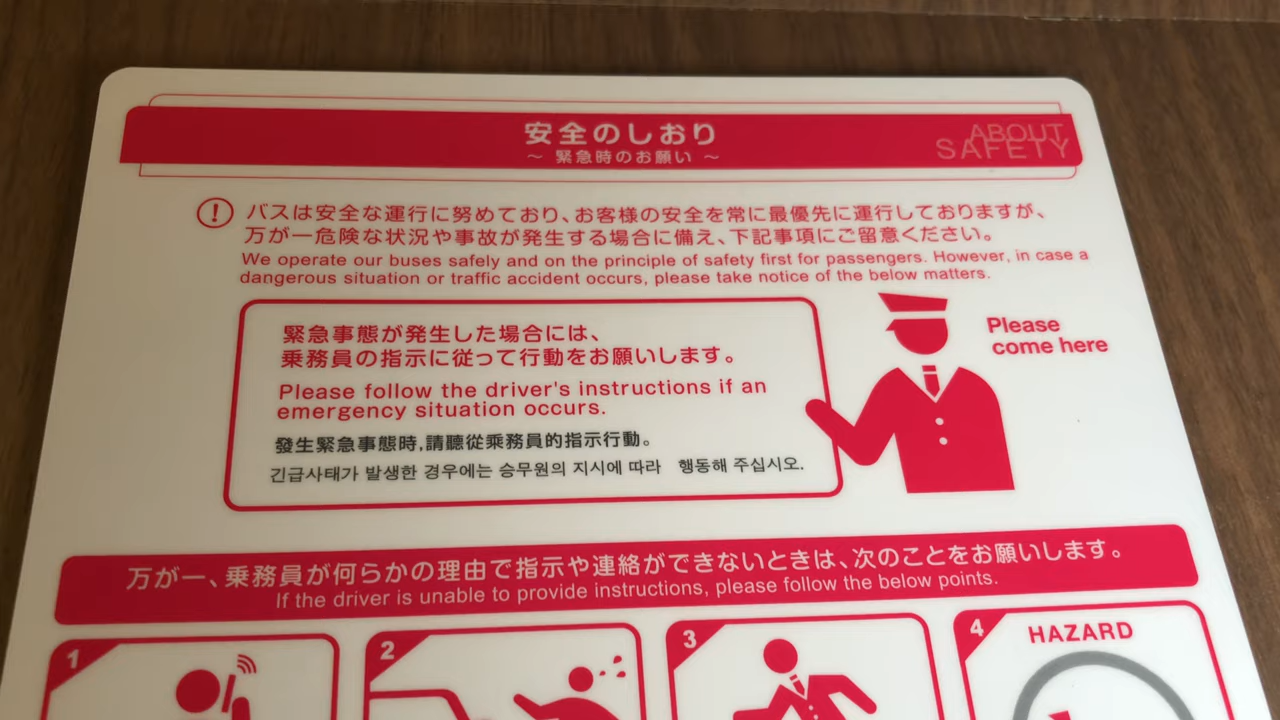 安全のしおり
～ 緊急時のお願い ～
ABOUT
SAFETY
! バスは安全な運行に努めており、お客様の安全を常に最優先に運行しておりますが、
万が一危険な状況や事故が発生する場合に備え、下記事項にご留意ください。
We operate our buses safely and on the principle of safety first for passengers. However, in case a
dangerous situation or traffic accident occurs, please take notice of the below matters.
緊急事態が発生した場合には、
乗務員の指示に従って行動をお願いします。
Please follow the driver's instructions if an
emergency situation occurs.
發生緊急事態時,請聽從乘務員的指示行動。
긴급사태가 발생한 경우에는 승무원의 지시에 따라 행동해 주십시오.
Please
come here
万が一、乗務員が何らかの理由で指示や連絡ができないときは、次のことをお願いします。
If the driver is unable to provide instructions, please follow the below points.
1
2
3
4
HAZARD